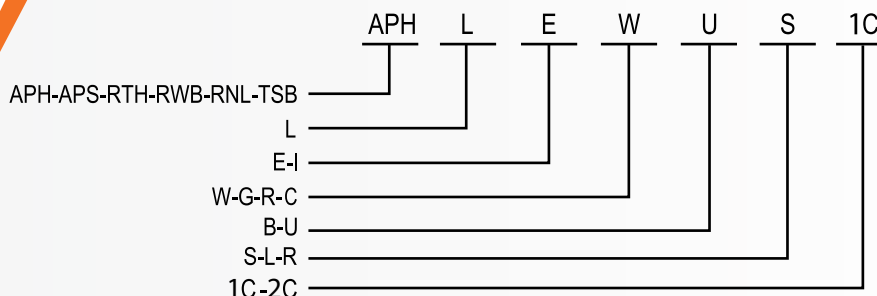 APH L E W U S 1C
APH-APS-RTH-RWB-RNL-TSB
L
E-I
W-G-R-C
B-U
S-L-R
1C-2C